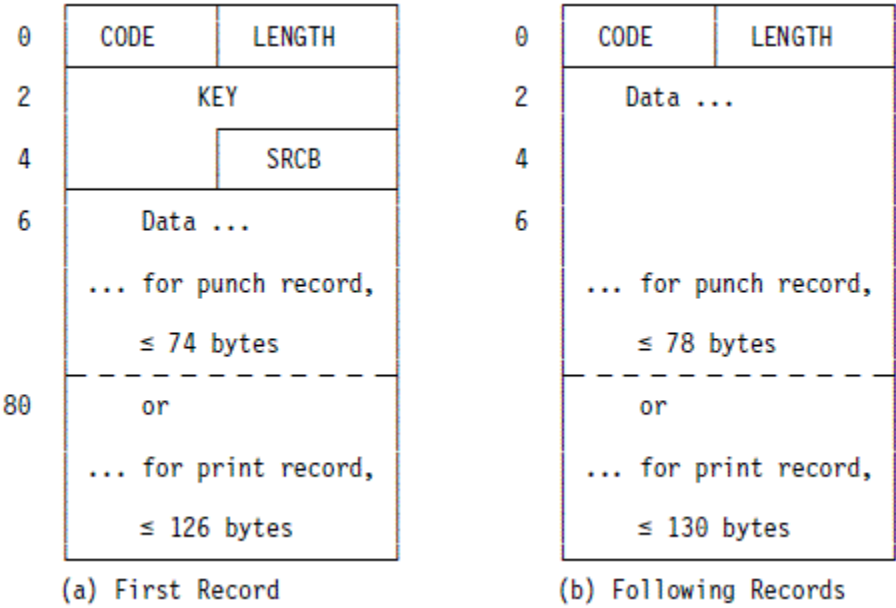 0 CODE LENGTH
2 KEY
4 SRCB
6 Data ...
... for punch record,
≤ 74 bytes
80 or
... for print record,
≤ 126 bytes
(a) First Record
0 CODE LENGTH
2 Data ...
4
6
... for punch record,
≤ 78 bytes
or
... for print record,
≤ 130 bytes
(b) Following Records